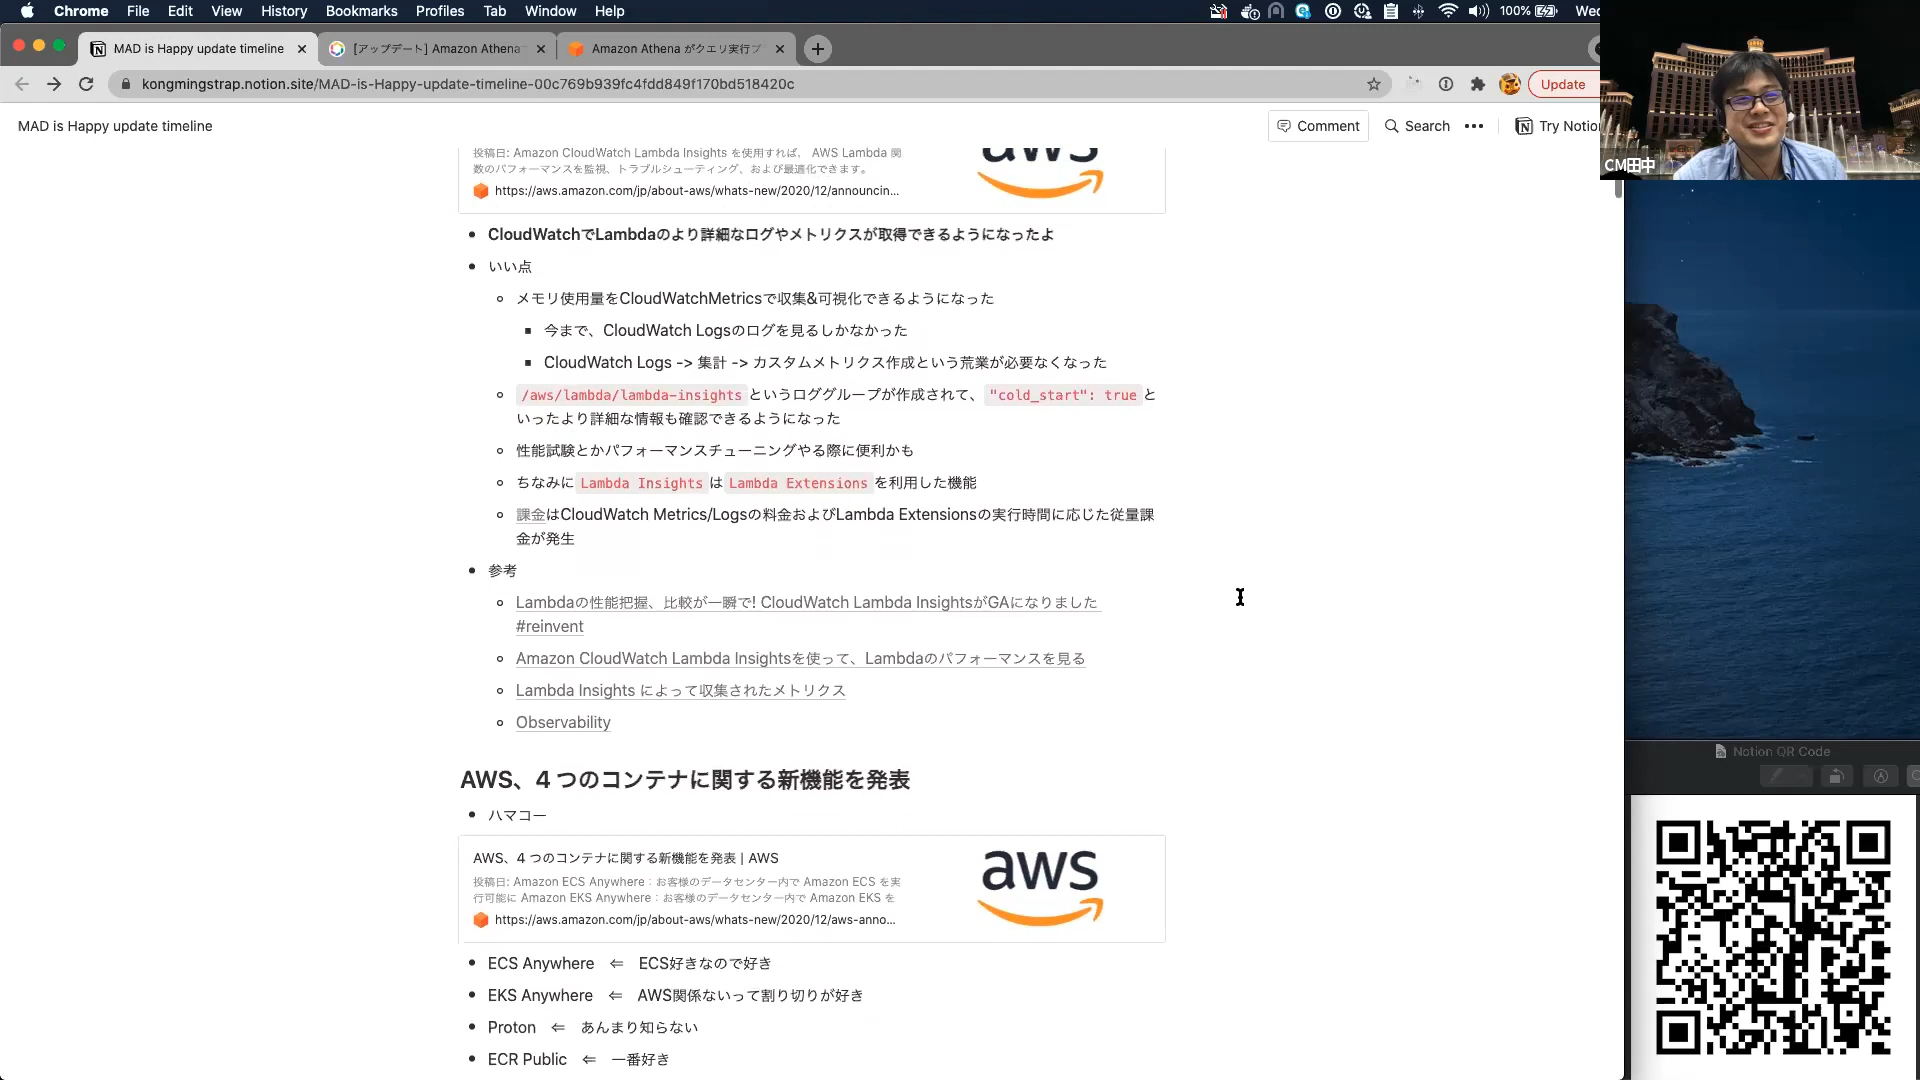 Chrome File Edit View History Bookmarks Profiles Tab Window Help 100% Wed
MAD is Happy update timeline
[アップデート] Amazon Athena
Amazon Athena がクエリ実行プ
kongmingstrap.notion.site/MAD-is-Happy-update-timeline-00c769b939fc4fdd849f170bd518420c
Update
MAD is Happy update timeline
Comment
Search
Try Notion
CM田中
投稿日: Amazon CloudWatch Lambda Insights を使用すれば、 AWS Lambda 関
数のパフォーマンスを監視、トラブルシューティング、および最適化できます。
https://aws.amazon.com/jp/about-aws/whats-new/2020/12/announcin...
aws
• CloudWatchでLambdaのより詳細なログやメトリクスが取得できるようになったよ
• いい点
◦ メモリ使用量をCloudWatchMetricsで収集&可視化できるようになった
▪ 今まで、CloudWatch Logsのログを見るしかなかった
▪ CloudWatch Logs -> 集計 -> カスタムメトリクス作成という荒業が必要なくなった
◦ /aws/lambda/lambda-insights というロググループが作成されて、 "cold_start": true と
いったより詳細な情報も確認できるようになった
◦ 性能試験とかパフォーマンスチューニングやる際に便利かも
◦ ちなみに Lambda Insights は Lambda Extensions を利用した機能
◦ 課金はCloudWatch Metrics/Logsの料金およびLambda Extensionsの実行時間に応じた従量課
金が発生
• 参考
◦ Lambdaの性能把握、比較が一瞬で! CloudWatch Lambda InsightsがGAになりました
#reinvent
◦ Amazon CloudWatch Lambda Insightsを使って、Lambdaのパフォーマンスを見る
◦ Lambda Insights によって収集されたメトリクス
◦ Observability
AWS、4 つのコンテナに関する新機能を発表
• ハマコー
AWS、4 つのコンテナに関する新機能を発表 | AWS
投稿日: Amazon ECS Anywhere：お客様のデータセンター内で Amazon ECS を実
行可能に Amazon EKS Anywhere：お客様のデータセンター内で Amazon EKS を
https://aws.amazon.com/jp/about-aws/whats-new/2020/12/aws-anno...
aws
• ECS Anywhere ⇐ ECS好きなので好き
• EKS Anywhere ⇐ AWS関係ないって割り切りが好き
• Proton ⇐ あんまり知らない
• ECR Public ⇐ 一番好き
Notion QR Code